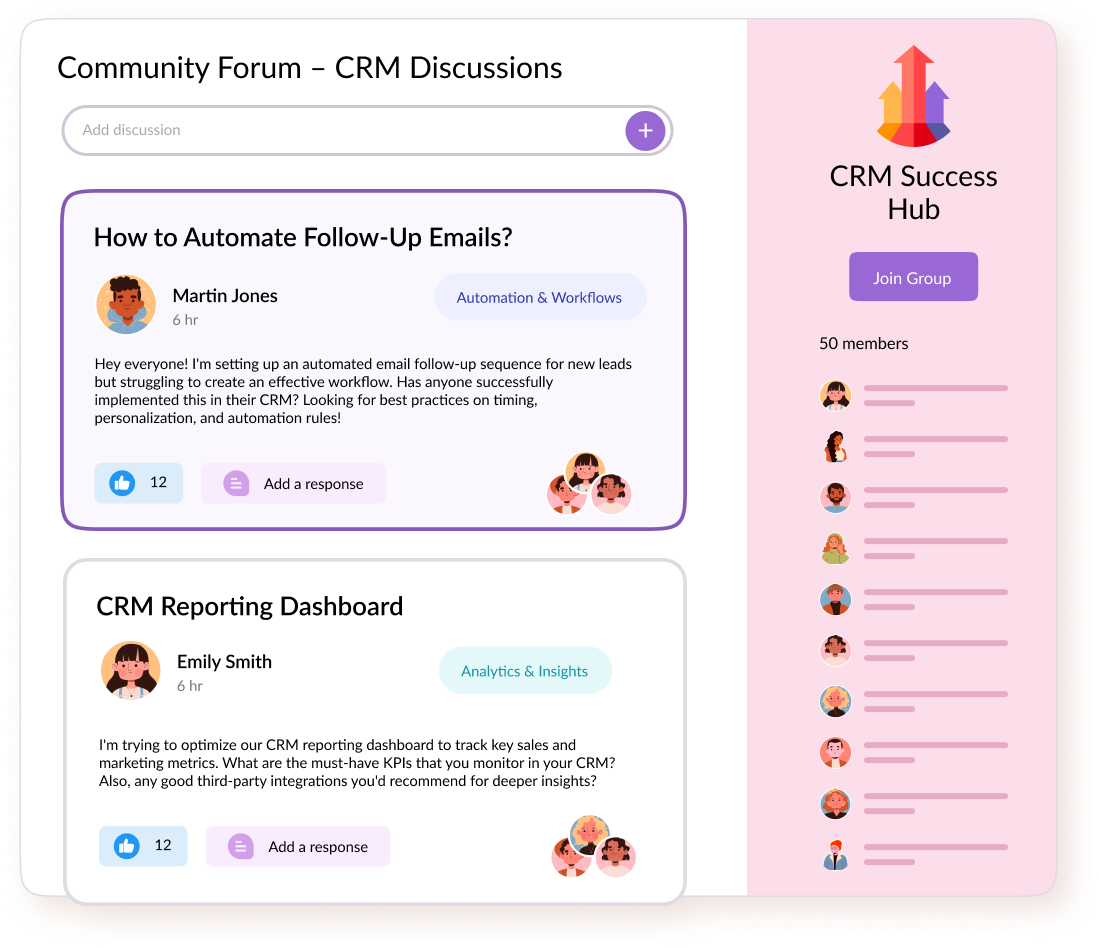 Community Forum – CRM Discussions
Add discussion
How to Automate Follow-Up Emails?
Martin Jones
6 hr
Automation & Workflows
Hey everyone! I'm setting up an automated email follow-up sequence for new leads
but struggling to create an effective workflow. Has anyone successfully
implemented this in their CRM? Looking for best practices on timing,
personalization, and automation rules!
12
Add a response
CRM Reporting Dashboard
Emily Smith
6 hr
Analytics & Insights
I'm trying to optimize our CRM reporting dashboard to track key sales and
marketing metrics. What are the must-have KPIs that you monitor in your CRM?
Also, any good third-party integrations you'd recommend for deeper insights?
12
Add a response
CRM Success
Hub
Join Group
50 members